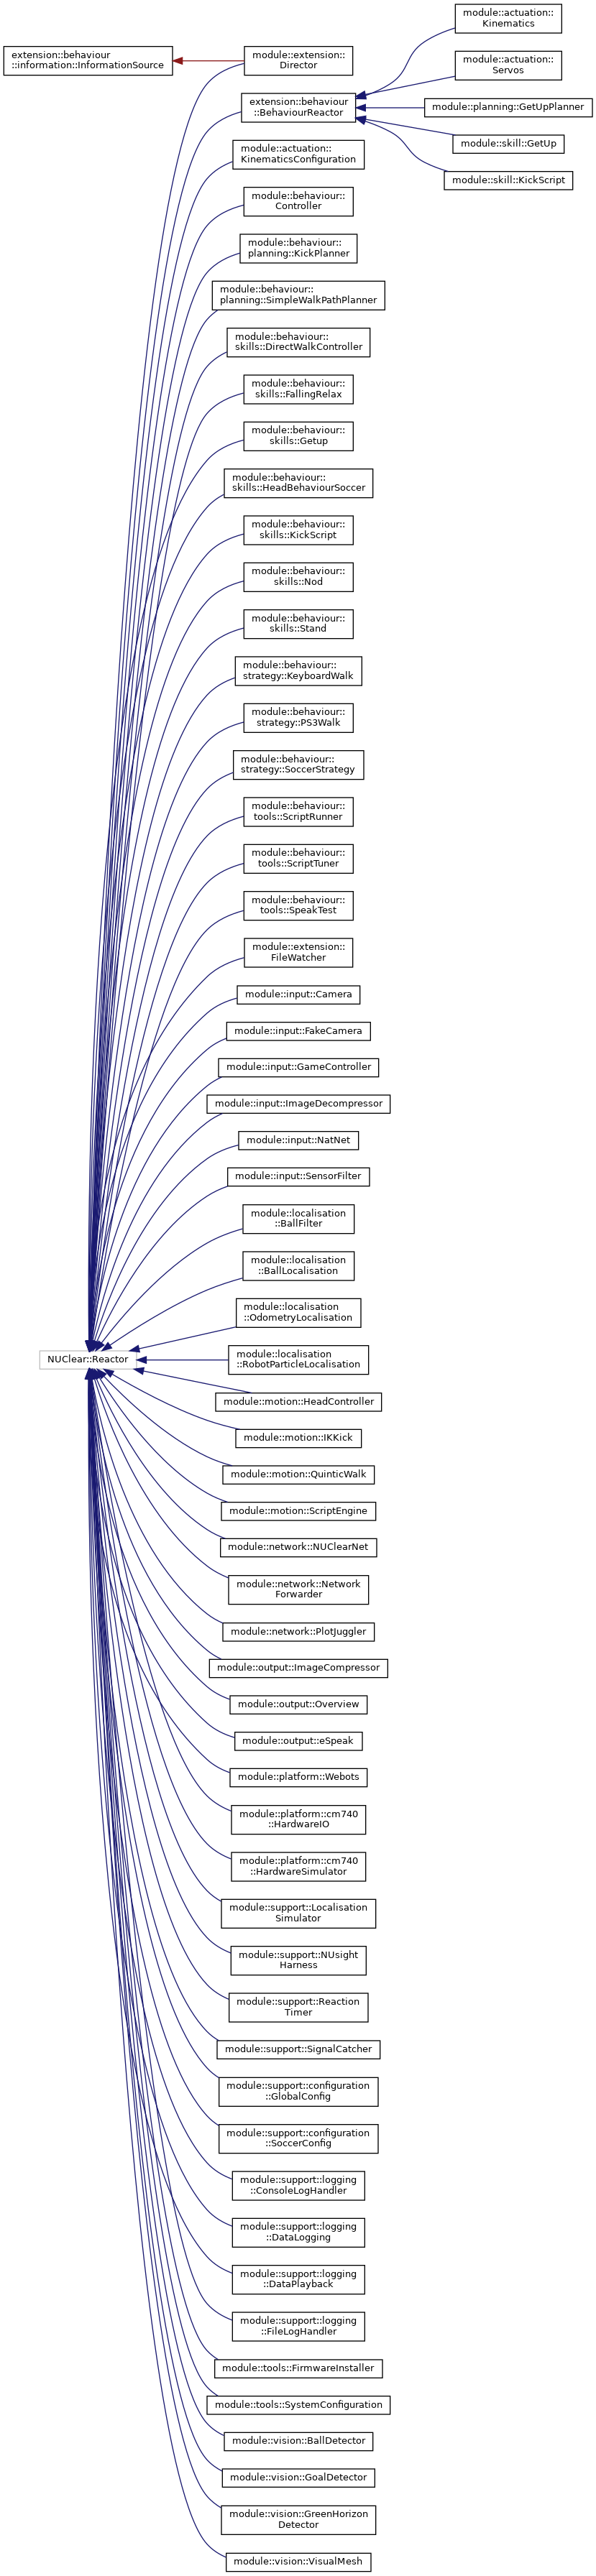 module::actuation::
Kinematics
extension::behaviour
::information::InformationSource
module::extension::
Director
module::actuation::
Servos
extension::behaviour
::BehaviourReactor
module::planning::GetUpPlanner
module::skill::GetUp
module::actuation::
KinematicsConfiguration
module::skill::KickScript
module::behaviour::
Controller
module::behaviour::
planning::KickPlanner
module::behaviour::
planning::SimpleWalkPathPlanner
module::behaviour::
skills::DirectWalkController
module::behaviour::
skills::FallingRelax
module::behaviour::
skills::Getup
module::behaviour::
skills::HeadBehaviourSoccer
module::behaviour::
skills::KickScript
module::behaviour::
skills::Nod
module::behaviour::
skills::Stand
module::behaviour::
strategy::KeyboardWalk
module::behaviour::
strategy::PS3Walk
module::behaviour::
strategy::SoccerStrategy
module::behaviour::
tools::ScriptRunner
module::behaviour::
tools::ScriptTuner
module::behaviour::
tools::SpeakTest
module::extension::
FileWatcher
module::input::Camera
module::input::FakeCamera
module::input::GameController
module::input::ImageDecompressor
module::input::NatNet
module::input::SensorFilter
module::localisation
::BallFilter
module::localisation
::BallLocalisation
module::localisation
::OdometryLocalisation
NUClear::Reactor
module::localisation
::RobotParticleLocalisation
module::motion::HeadController
module::motion::IKKick
module::motion::QuinticWalk
module::motion::ScriptEngine
module::network::NUClearNet
module::network::Network
Forwarder
module::network::PlotJuggler
module::output::ImageCompressor
module::output::Overview
module::output::eSpeak
module::platform::Webots
module::platform::cm740
::HardwareIO
module::platform::cm740
::HardwareSimulator
module::support::Localisation
Simulator
module::support::NUsight
Harness
module::support::Reaction
Timer
module::support::SignalCatcher
module::support::configuration
::GlobalConfig
module::support::configuration
::SoccerConfig
module::support::logging
::ConsoleLogHandler
module::support::logging
::DataLogging
module::support::logging
::DataPlayback
module::support::logging
::FileLogHandler
module::tools::FirmwareInstaller
module::tools::SystemConfiguration
module::vision::BallDetector
module::vision::GoalDetector
module::vision::GreenHorizon
Detector
module::vision::VisualMesh